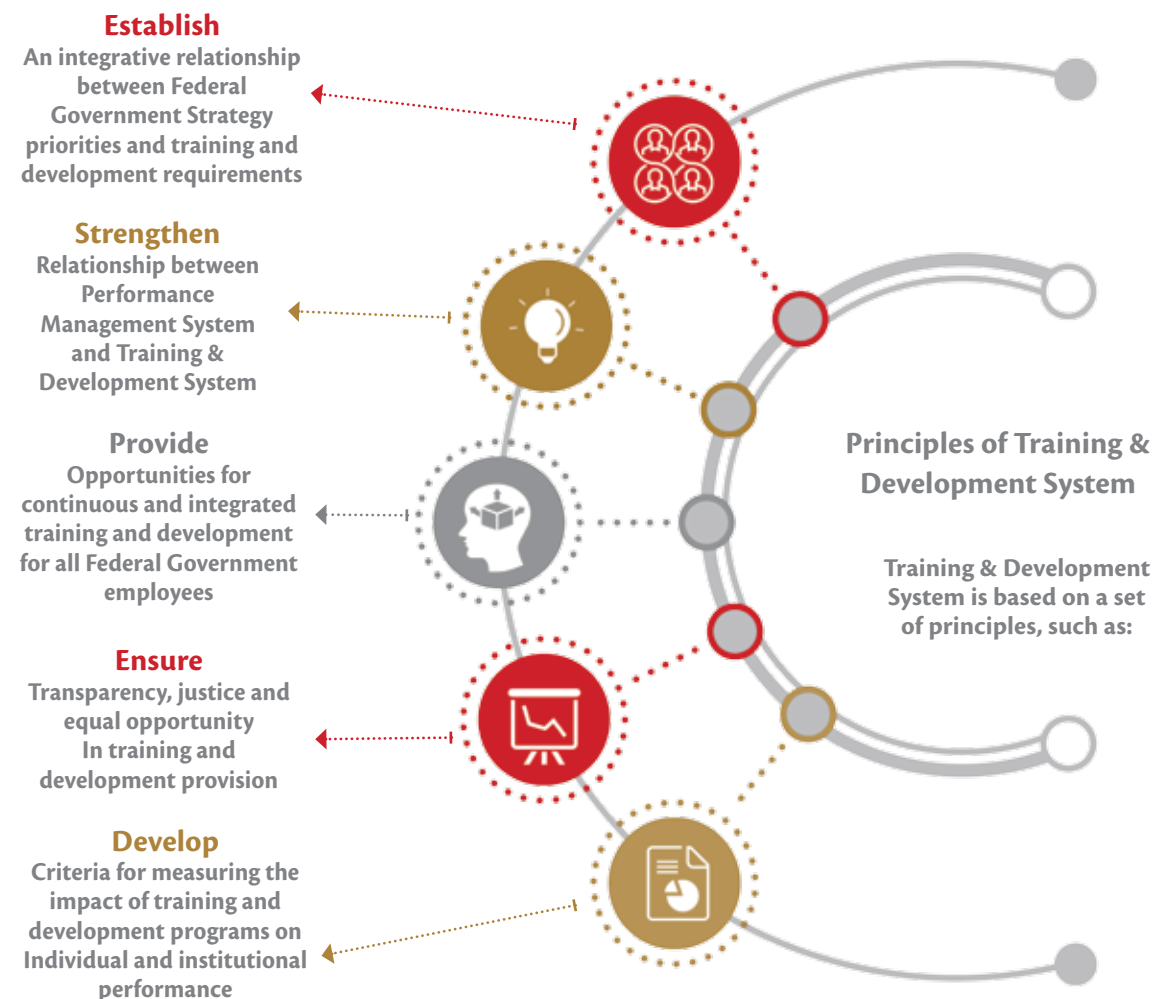 Establish
An integrative relationship
between Federal
Government Strategy
priorities and training and
development requirements
Strengthen
Relationship between
Performance
Management System
and Training &
Development System
Provide
Opportunities for
continuous and integrated
training and development
for all Federal Government
employees
Ensure
Transparency, justice and
equal opportunity
In training and
development provision
Develop
Criteria for measuring the
impact of training and
development programs on
Individual and institutional
performance
Principles of Training &
Development System
Training & Development
System is based on a set
of principles, such as: